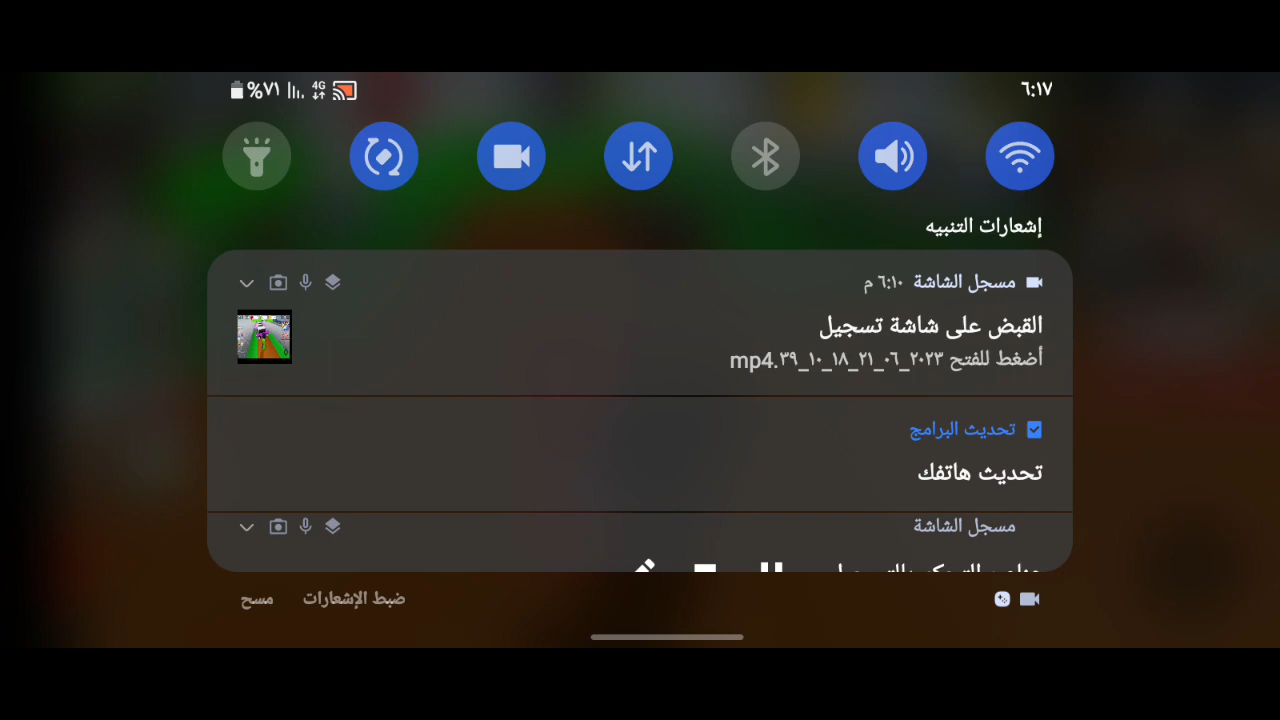 ٦:١٧
4G
%٧١
إشعارات التنبيه
مسجل الشاشة ٦:١٠ م
القبض على شاشة تسجيل
أضغط للفتح ٢٠٢٣_٠٦_٢١_١٨_١٠_٣٩.mp4
تحديث البرامج
تحديث هاتفك
مسجل الشاشة
ضبط الإشعارات
مسح